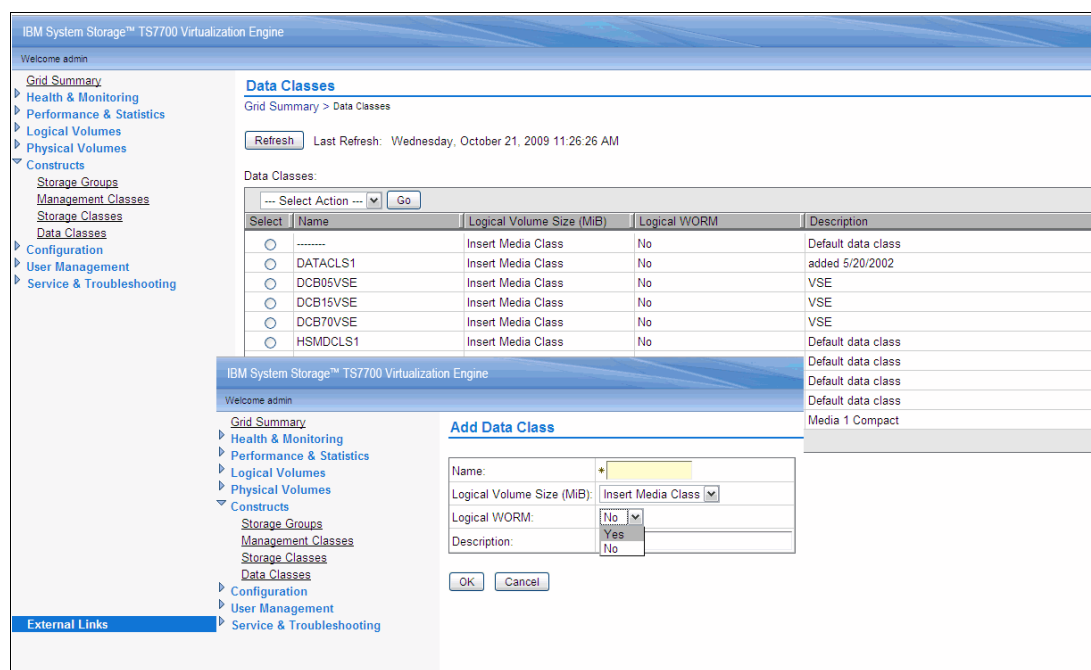 IBM System Storage™ TS7700 Virtualization Engine
Welcome admin
Grid Summary
Health & Monitoring
Performance & Statistics
Logical Volumes
Physical Volumes
Constructs
Storage Groups
Management Classes
Storage Classes
Data Classes
Configuration
User Management
Service & Troubleshooting
External Links
Data Classes
Grid Summary > Data Classes
Refresh Last Refresh: Wednesday, October 21, 2009 11:26:26 AM
Data Classes:
--- Select Action --- Go
Select Name Logical Volume Size (MiB) Logical WORM Description
-------- Insert Media Class No Default data class
DATACLS1 Insert Media Class No added 5/20/2002
DCB05VSE Insert Media Class No VSE
DCB15VSE Insert Media Class No VSE
DCB70VSE Insert Media Class No VSE
HSMDCLS1 Insert Media Class No Default data class
Default data class
Default data class
Default data class
Media 1 Compact
IBM System Storage™ TS7700 Virtualization Engine
Welcome admin
Grid Summary
Health & Monitoring
Performance & Statistics
Logical Volumes
Physical Volumes
Constructs
Storage Groups
Management Classes
Storage Classes
Data Classes
Configuration
User Management
Service & Troubleshooting
Add Data Class
Name: *
Logical Volume Size (MiB): Insert Media Class
Logical WORM: No
Yes
No
Description:
OK Cancel